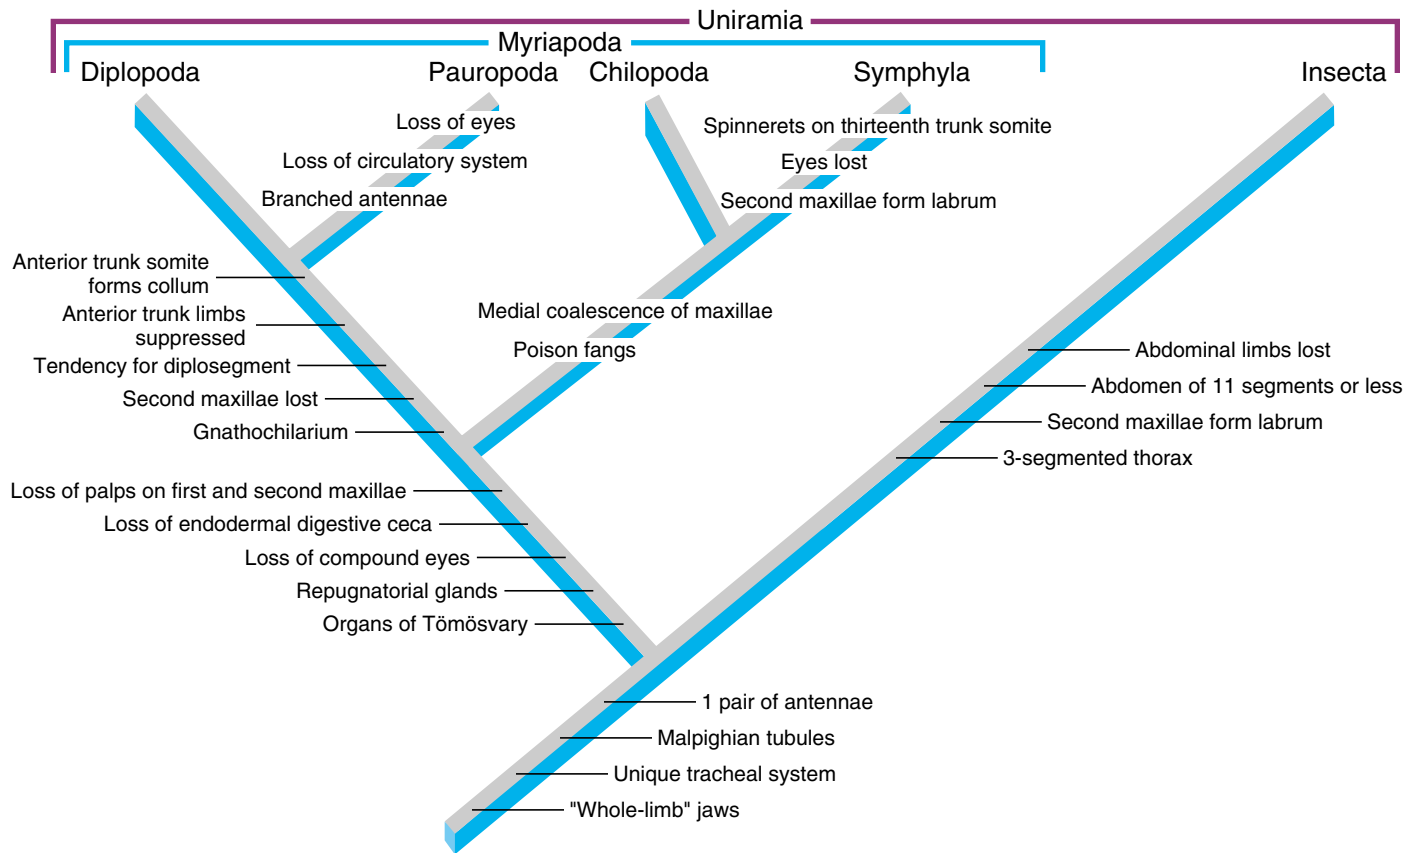 Uniramia
Myriapoda
Diplopoda
Pauropoda
Chilopoda
Symphyla
Insecta
Loss of eyes
Loss of circulatory system
Branched antennae
Spinnerets on thirteenth trunk somite
Eyes lost
Second maxillae form labrum
Anterior trunk somite
forms collum
Anterior trunk limbs
suppressed
Tendency for diplosegment
Second maxillae lost
Gnathochilarium
Medial coalescence of maxillae
Poison fangs
Abdominal limbs lost
Abdomen of 11 segments or less
Second maxillae form labrum
3-segmented thorax
Loss of palps on first and second maxillae
Loss of endodermal digestive ceca
Loss of compound eyes
Repugnatorial glands
Organs of Tömösvary
1 pair of antennae
Malpighian tubules
Unique tracheal system
"Whole-limb" jaws